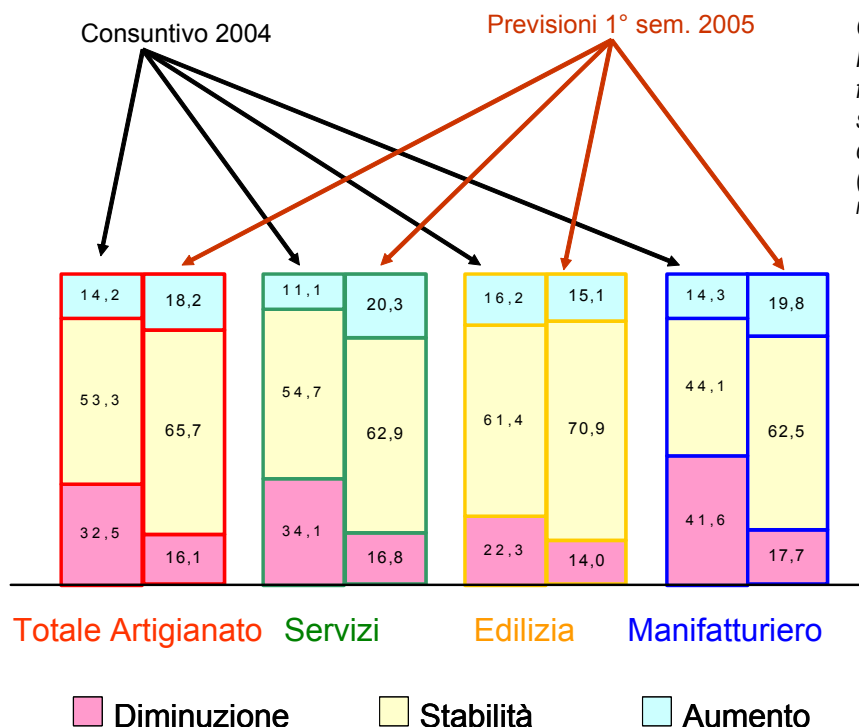 Consuntivo 2004
Previsioni 1° sem. 2005
14,2 18,2 11,1 20,3 16,2 15,1 14,3 19,8
53,3 65,7 54,7 62,9 61,4 70,9 44,1 62,5
32,5 16,1 34,1 16,8 22,3 14,0 41,6 17,7
Totale Artigianato Servizi Edilizia Manifatturiero
Diminuzione Stabilità Aumento